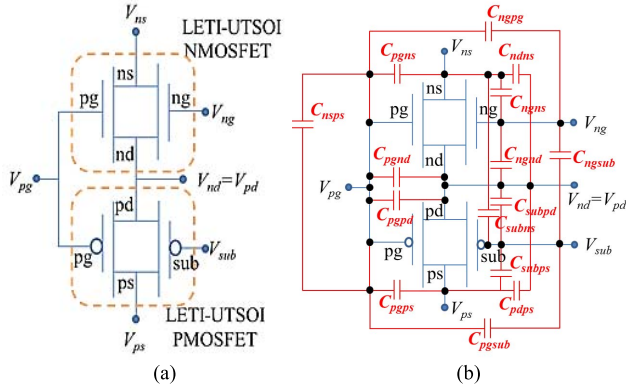 V_ns
LETI-UTSOI
NMOSFET
ns
pg
ng
V_ng
nd
V_pg
V_nd=V_pd
pd
pg
sub
V_sub
ps
LETI-UTSOI
PMOSFET
V_ps
(a)
C_ngpg
V_ns
C_pgns
C_ndns
C_nsps
ns
C_ngns
pg
ng
V_ng
nd
C_ngnd
C_ngsub
C_pgnd
V_pg
V_nd=V_pd
C_pgpd
pd
C_subpd
C_subns
pg
sub
V_sub
ps
C_subps
C_pgps
C_pdps
V_ps
C_pgsub
(b)